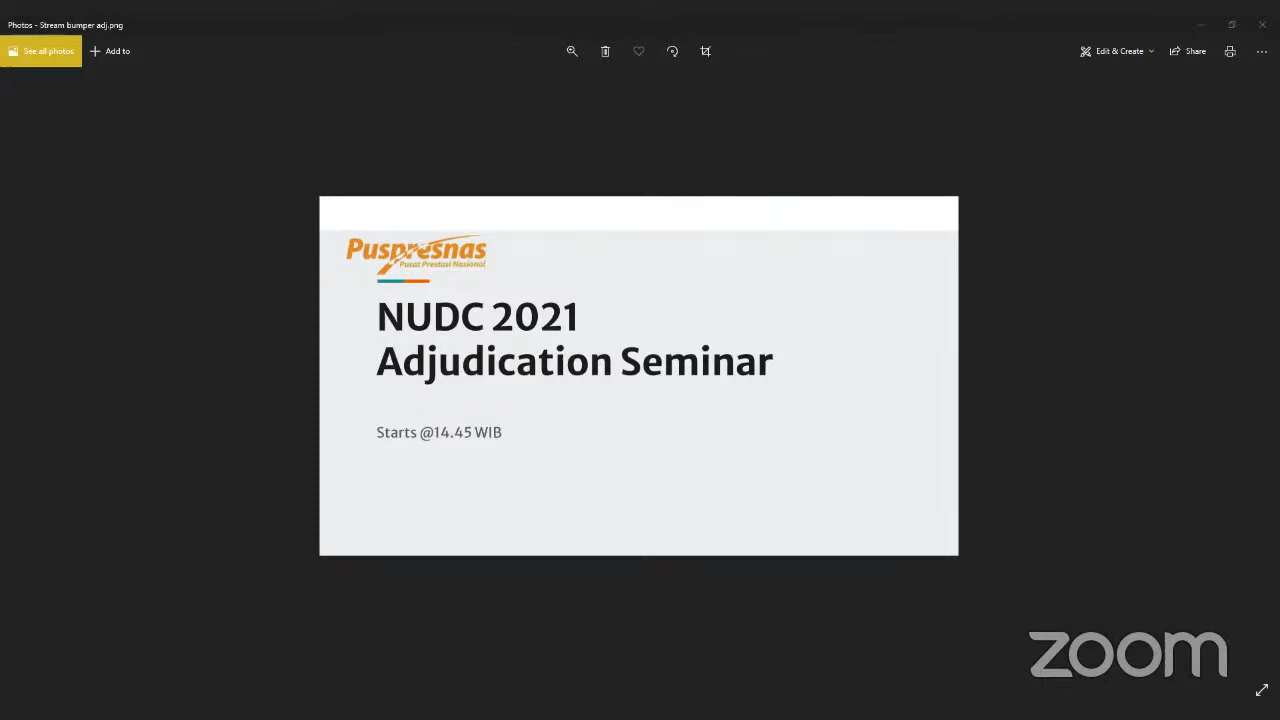 Photos - Stream bumper adj.png
See all photos
Add to
Edit & Create
Share
Puspresnas
Pusat Prestasi Nasional
NUDC 2021
Adjudication Seminar
Starts @14.45 WIB
zoom